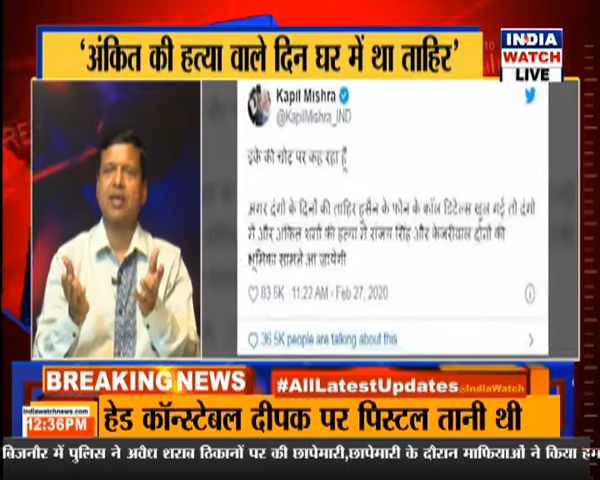 'अंकित की हत्या वाले दिन घर में था ताहिर'
INDIA
WATCH
LIVE
Kapil Mishra
@KapilMishra_IND
डंके की चोट पर कह रहा हूँ
अगर दंगो के दिनों की ताहिर हुसैन के फोन के कॉल डिटेल्स खुल गई तो दंगो
में और अंकित शर्मा की हत्या में संजय सिंह और केजरीवाल दोनों की
भूमिका सामने आ जायेगी
83.5K 11:22 AM - Feb 27, 2020
36.5K people are talking about this
BREAKING NEWS
#AllLatestUpdates @IndiaWatch
indiawatchnews.com
12:36PM
हेड कॉन्स्टेबल दीपक पर पिस्टल तानी थी
बिजनौर में पुलिस ने अवैध शराब ठिकानों पर की छापेमारी,छापेमारी के दौरान माफियाओं ने किया हम